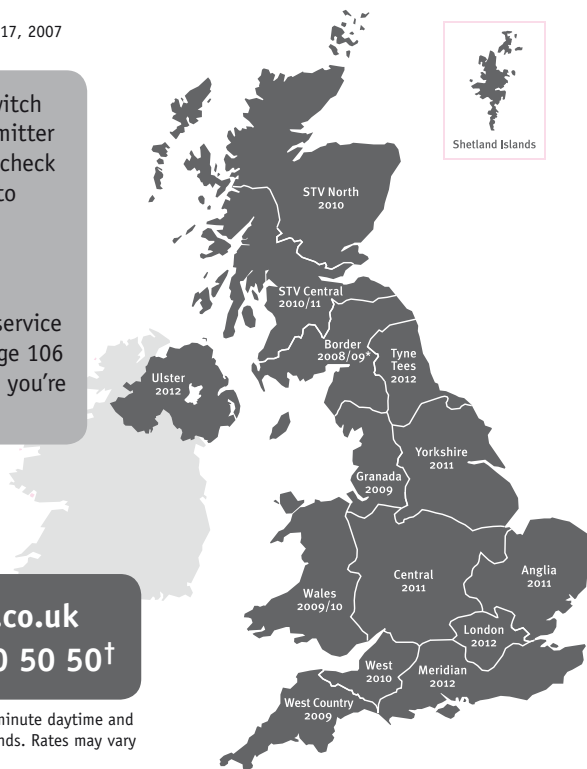 17, 2007
witch
mitter
check
to
service
ge 106
you're
.co.uk
0 50 50†
minute daytime and
nds. Rates may vary
Shetland Islands
STV North
2010
STV Central
2010/11
Border
2008/09*
Tyne
Tees
2012
Ulster
2012
Granada
2009
Yorkshire
2011
Wales
2009/10
Central
2011
Anglia
2011
London
2012
West
2010
Meridian
2012
West Country
2009